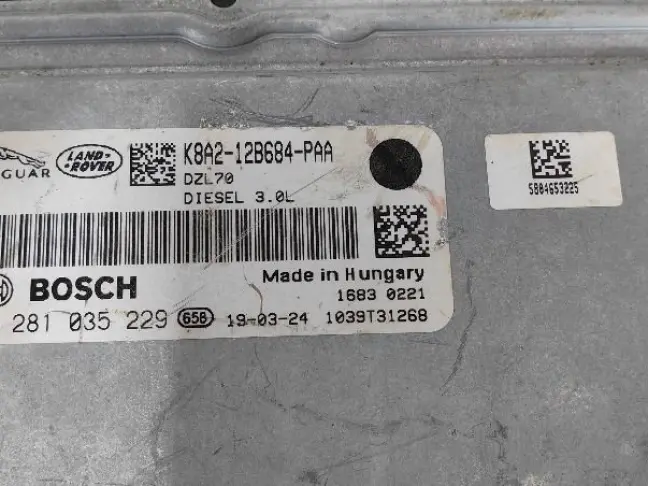 GUAR
LAND-
ROVER
K8A2-12B684-PAA
DZL70
DIESEL 3.0L
5804653225
BOSCH
Made in Hungary
1683 0221
281 035 229 658 19-03-24 1039T31268